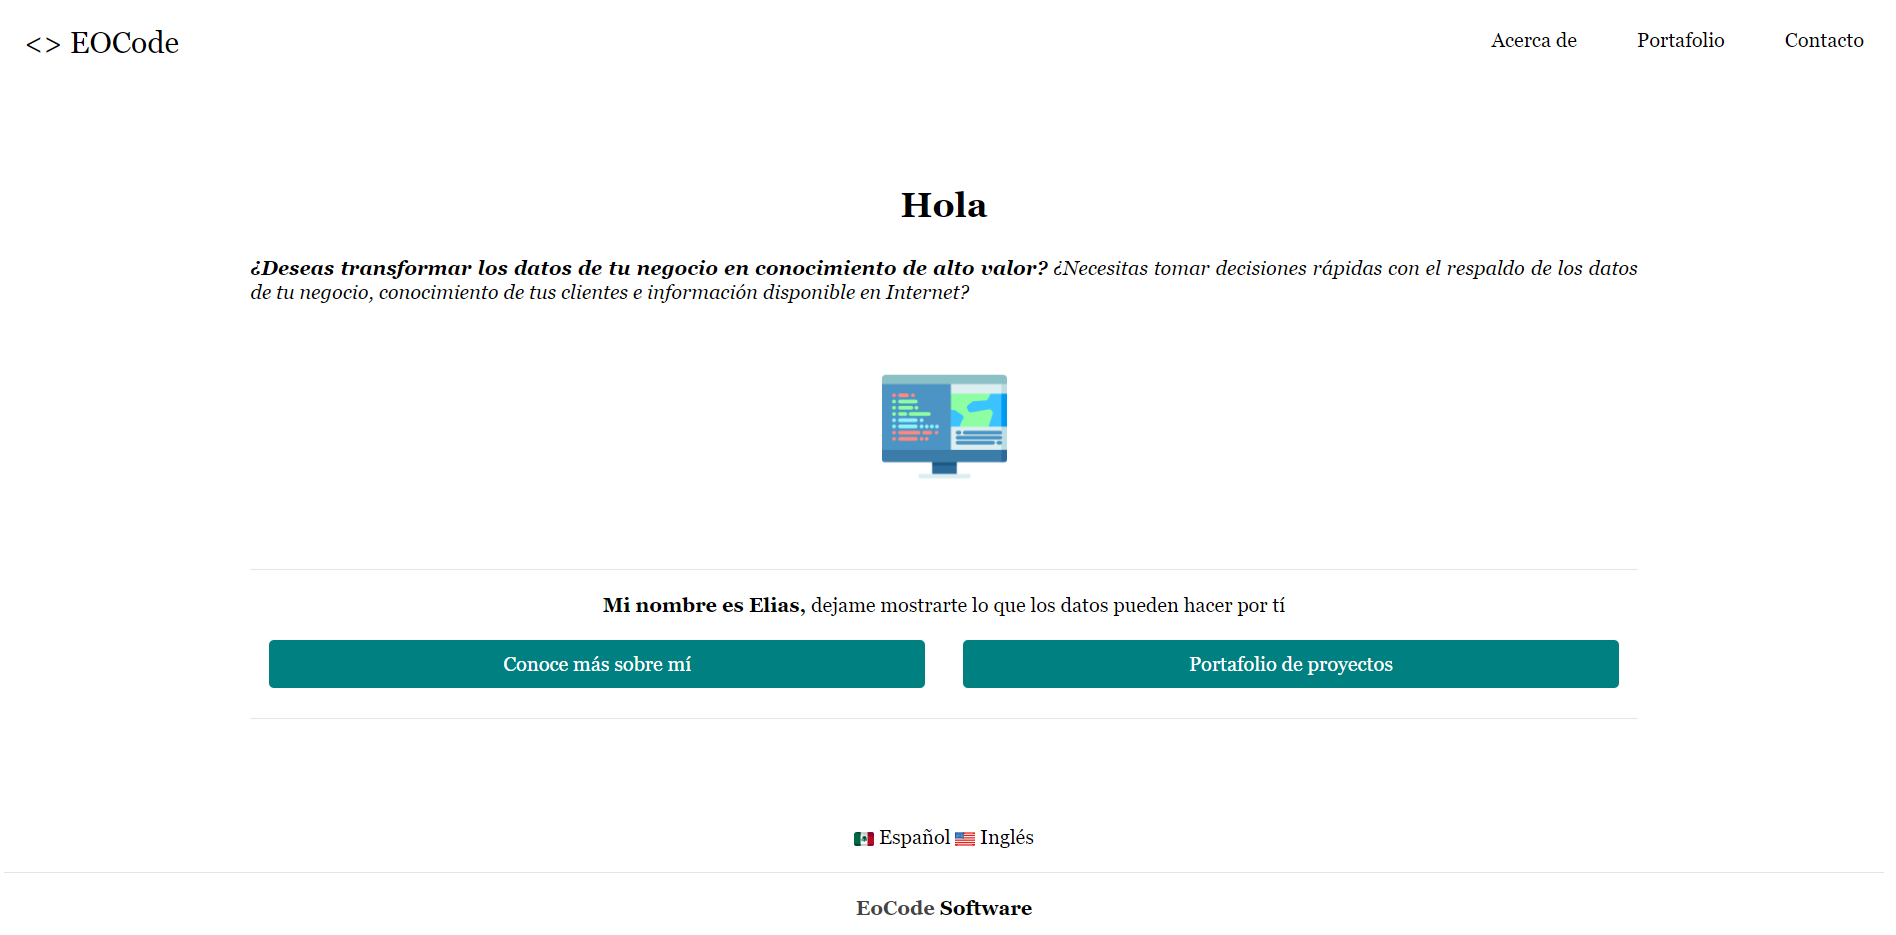 <> EOCode
Acerca de Portafolio Contacto
Hola
¿Deseas transformar los datos de tu negocio en conocimiento de alto valor? ¿Necesitas tomar decisiones rápidas con el respaldo de los datos
de tu negocio, conocimiento de tus clientes e información disponible en Internet?
Mi nombre es Elias, dejame mostrarte lo que los datos pueden hacer por tí
Conoce más sobre mí
Portafolio de proyectos
Español Inglés
EoCode Software